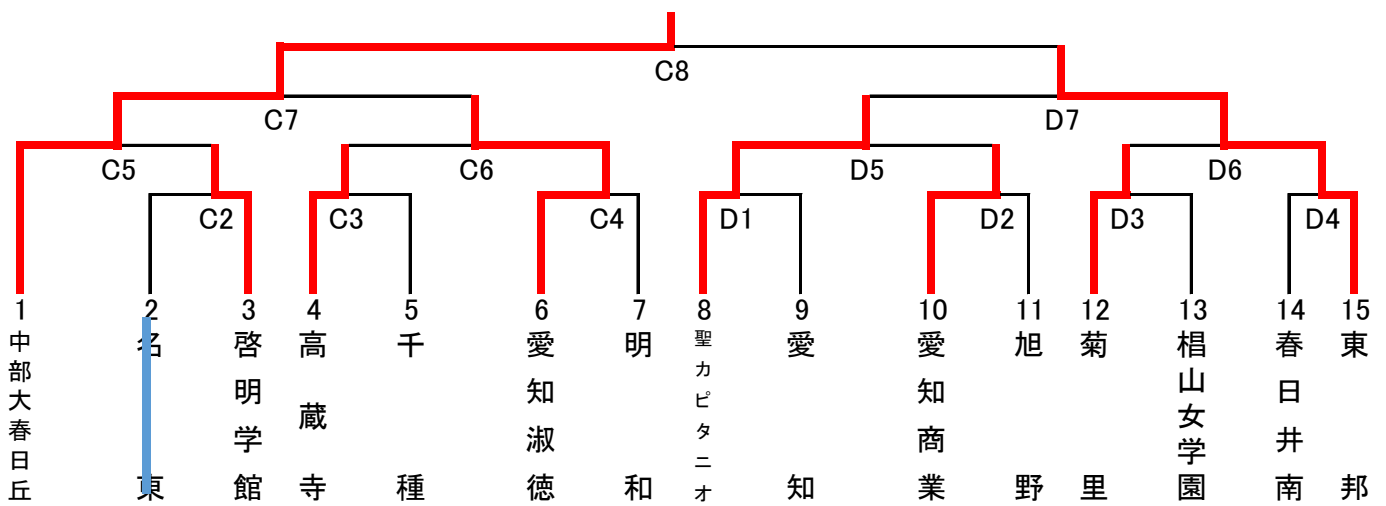 C8
C7
D7
C5
C6
D5
D6
C2
C3
C4
D1
D2
D3
D4
1
2
3
4
5
6
7
8
9
10
11
12
13
14
15
中部大春日丘
名東
啓明学館
高蔵寺
千種
愛知淑徳
明和
聖カピタニオ
愛知
愛知商業
旭野
菊里
椙山女学園
春日井南
東邦